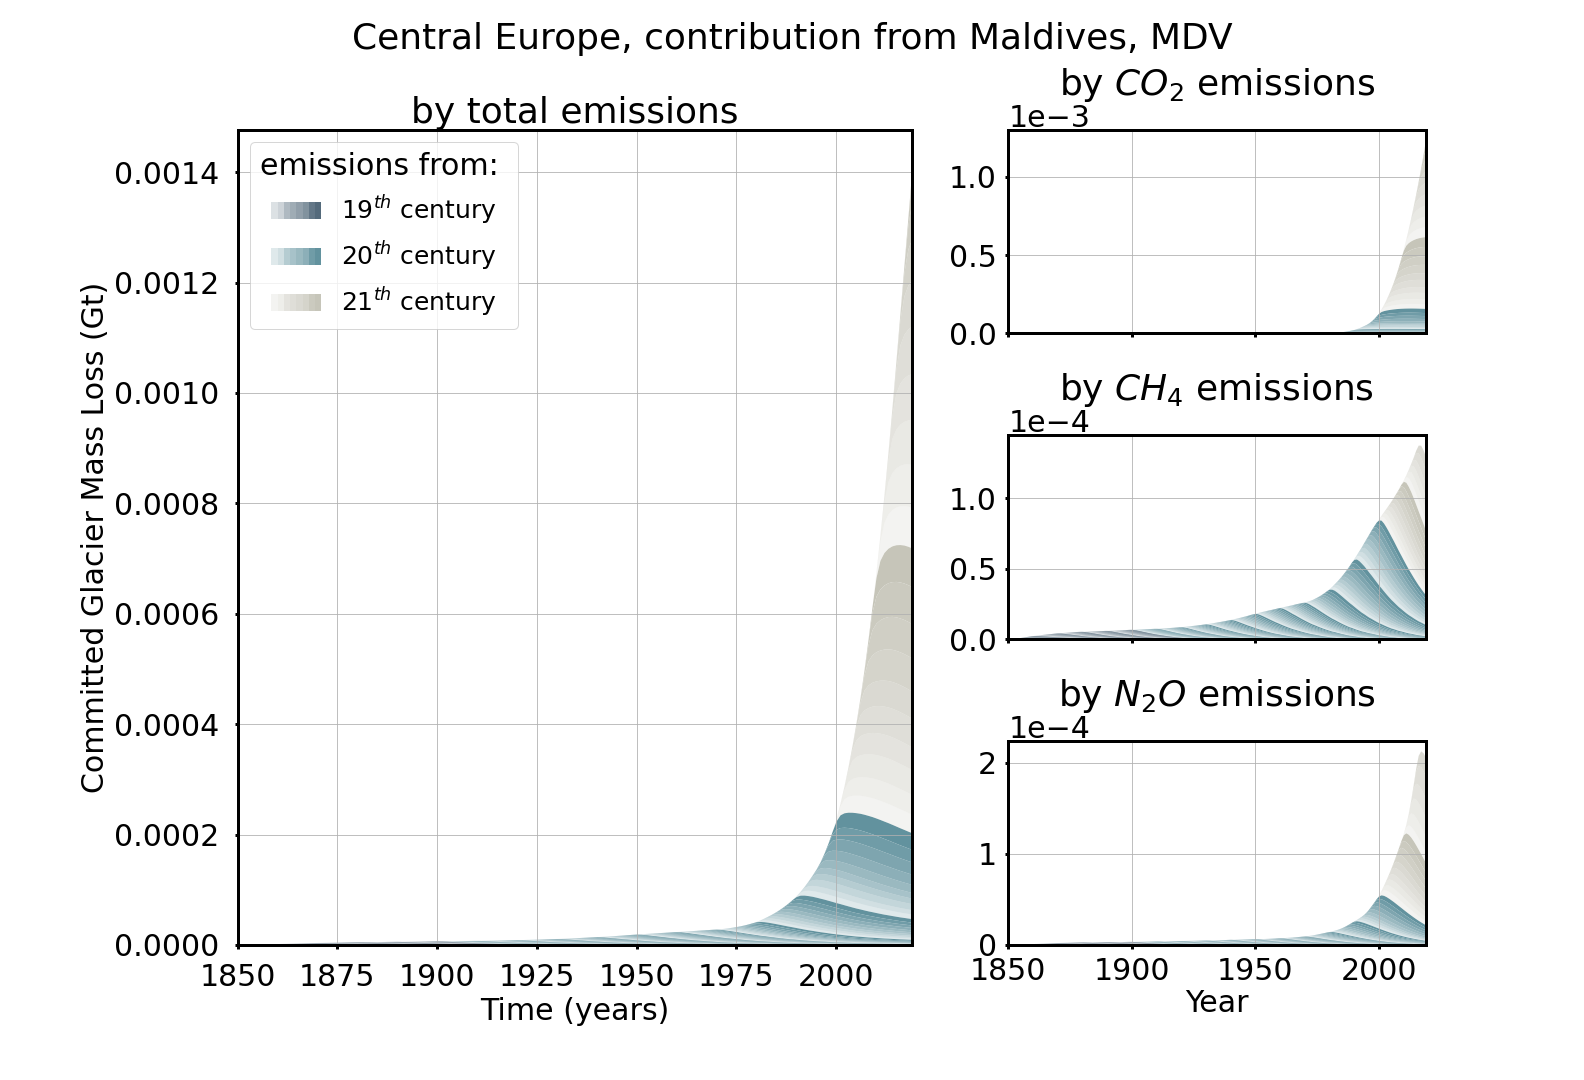 Central Europe, contribution from Maldives, MDV
by total emissions
Committed Glacier Mass Loss (Gt)
0.0014
0.0012
0.0010
0.0008
0.0006
0.0004
0.0002
0.0000
emissions from:
19th century
20th century
21th century
1850 1875 1900 1925 1950 1975 2000
Time (years)
by CO2 emissions
1e−3
1.0
0.5
0.0
by CH4 emissions
1e−4
1.0
0.5
0.0
by N2O emissions
1e−4
2
1
0
1850 1900 1950 2000
Year